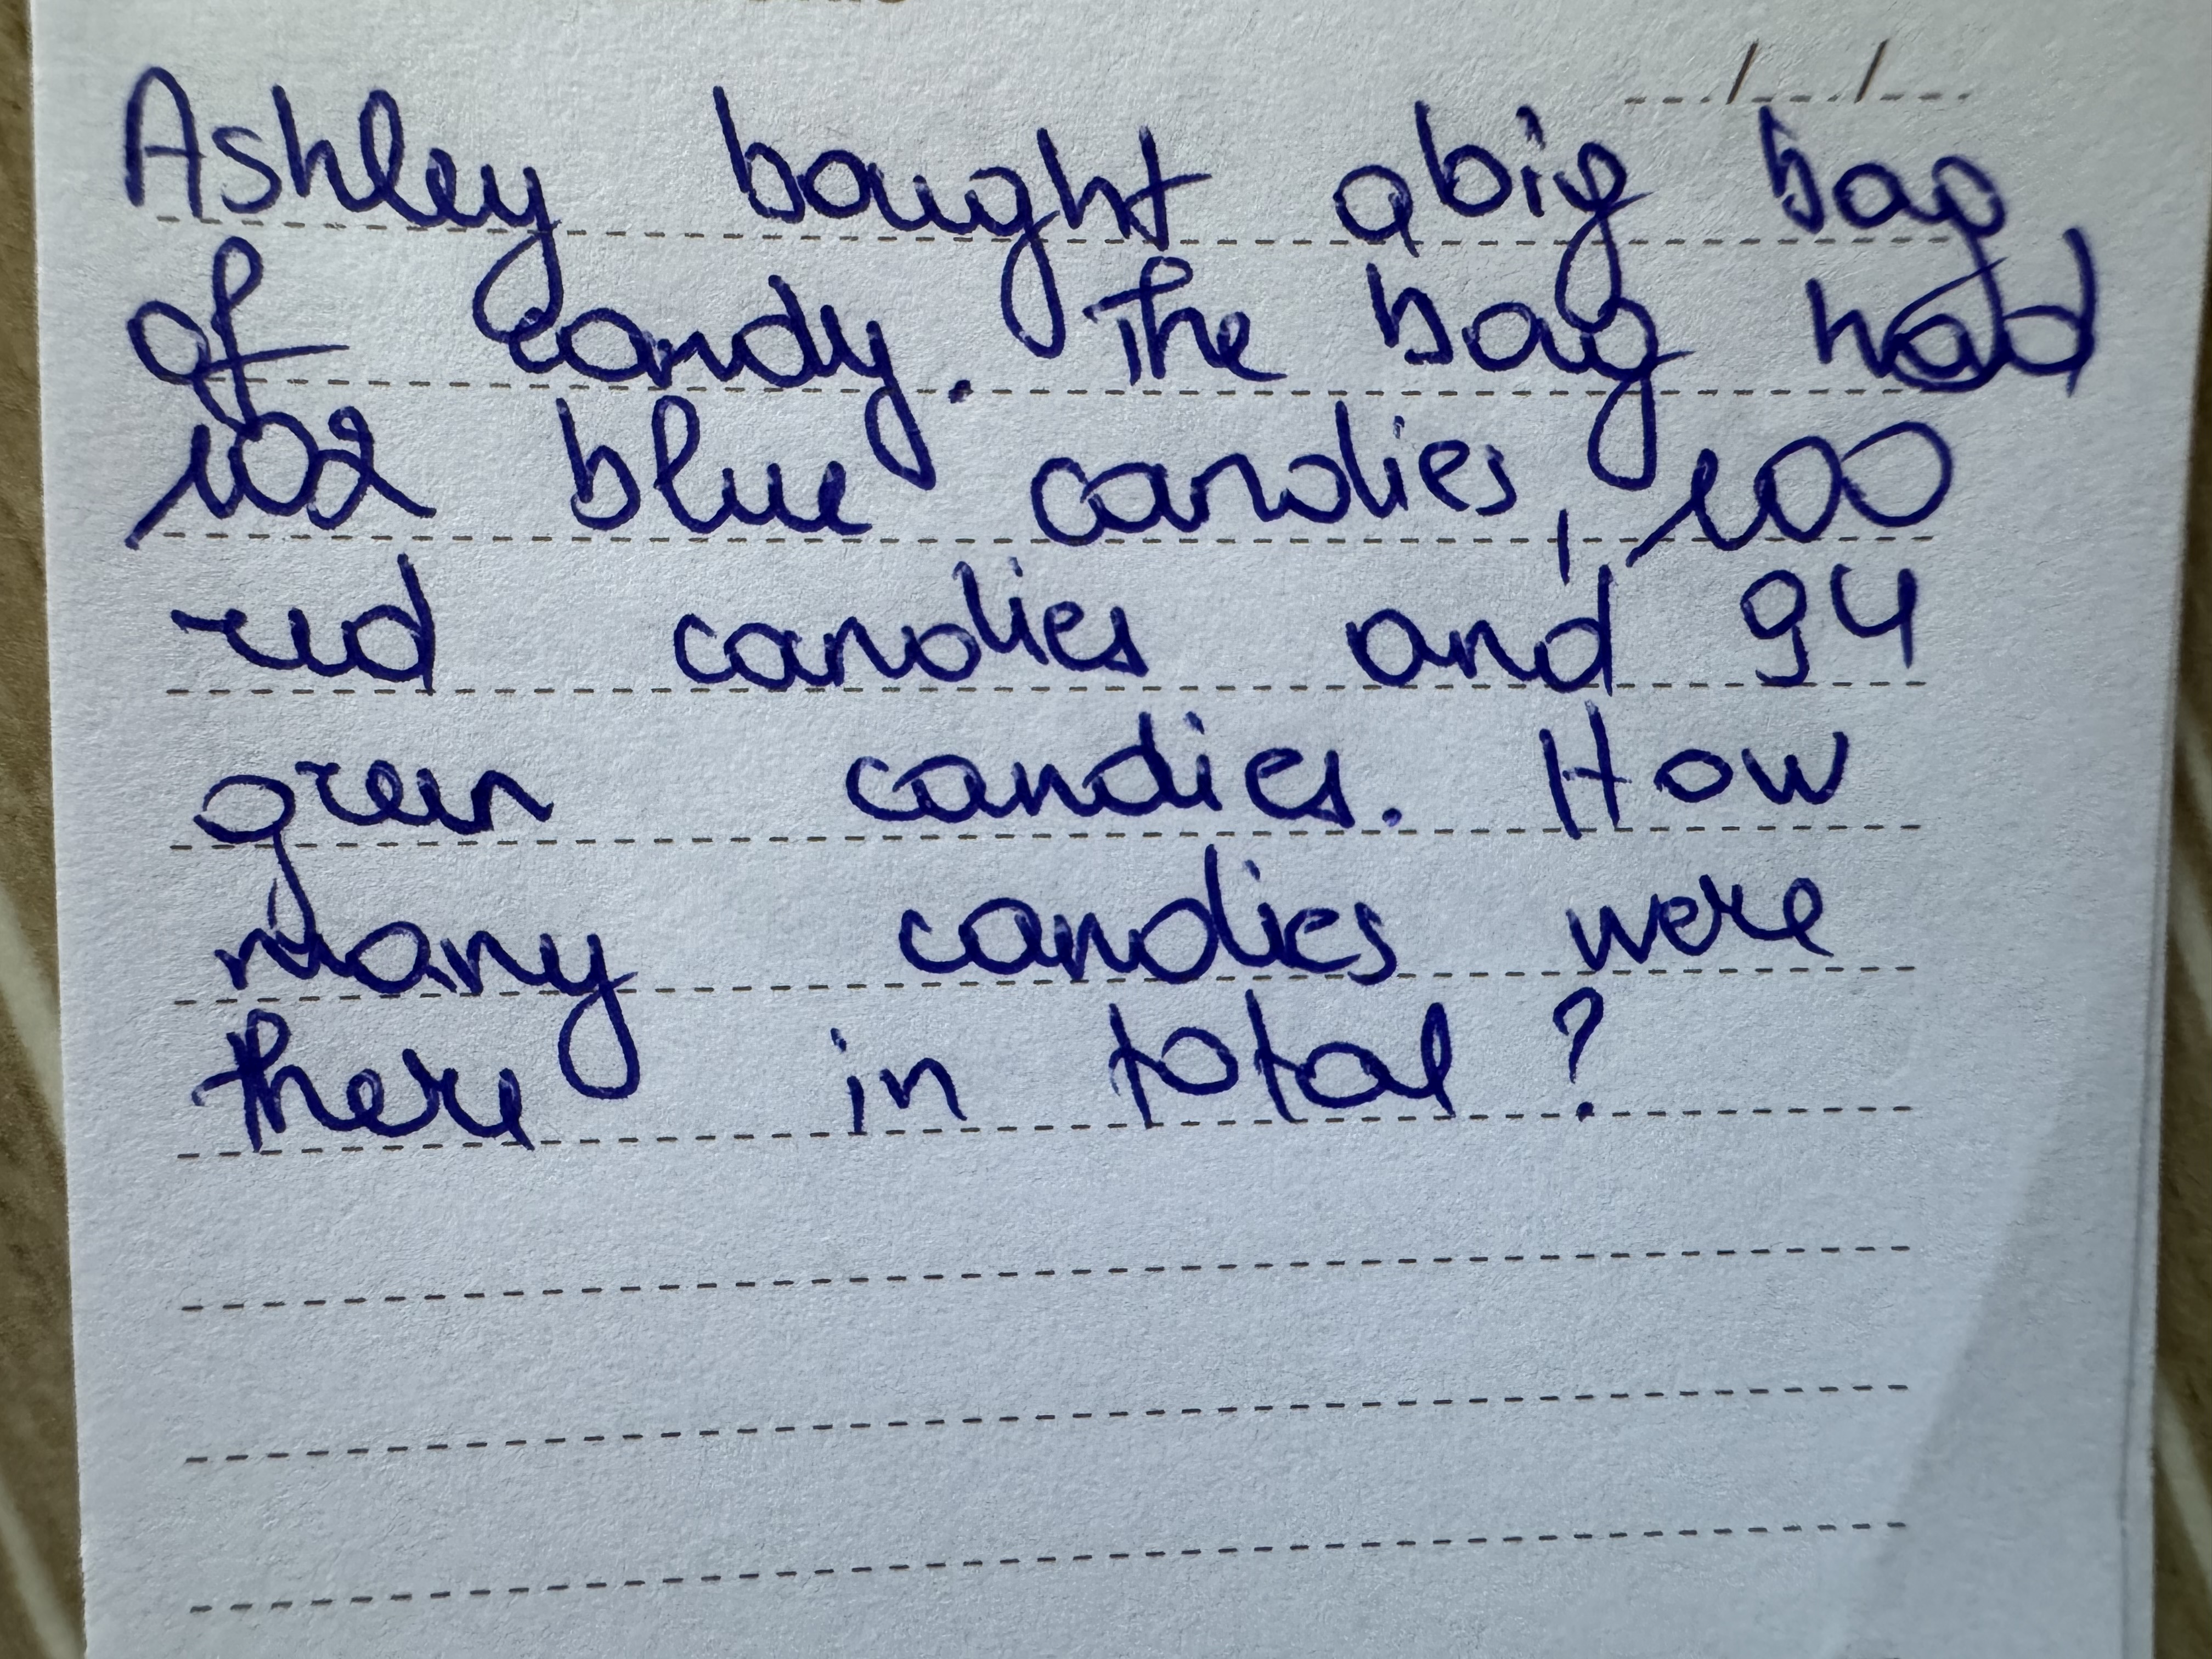 Ashley bought a big bag
of candy. The bag had
102 blue candies, 100
red candies and 94
green candies. How
many candies were
there in total?